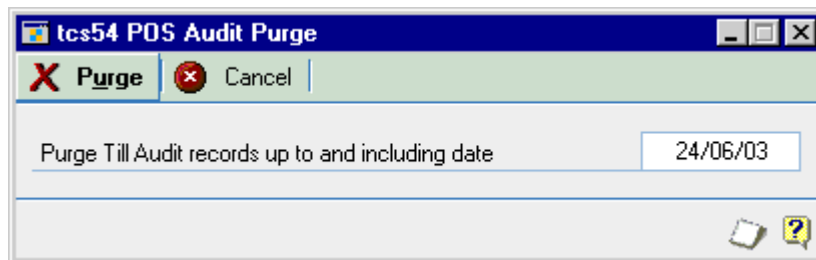 tcs54 POS Audit Purge
Purge Cancel
Purge Till Audit records up to and including date 24/06/03